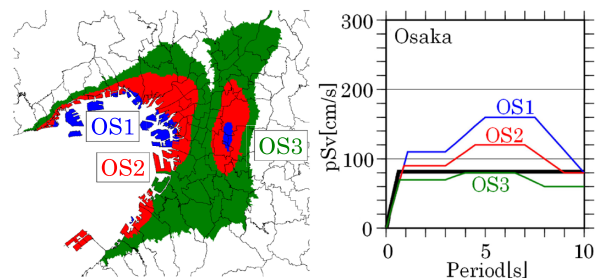 OS1
OS2
OS3
pSv[cm/s]
300
200
100
0
Osaka
OS1
OS2
OS3
0 5 10
Period[s]